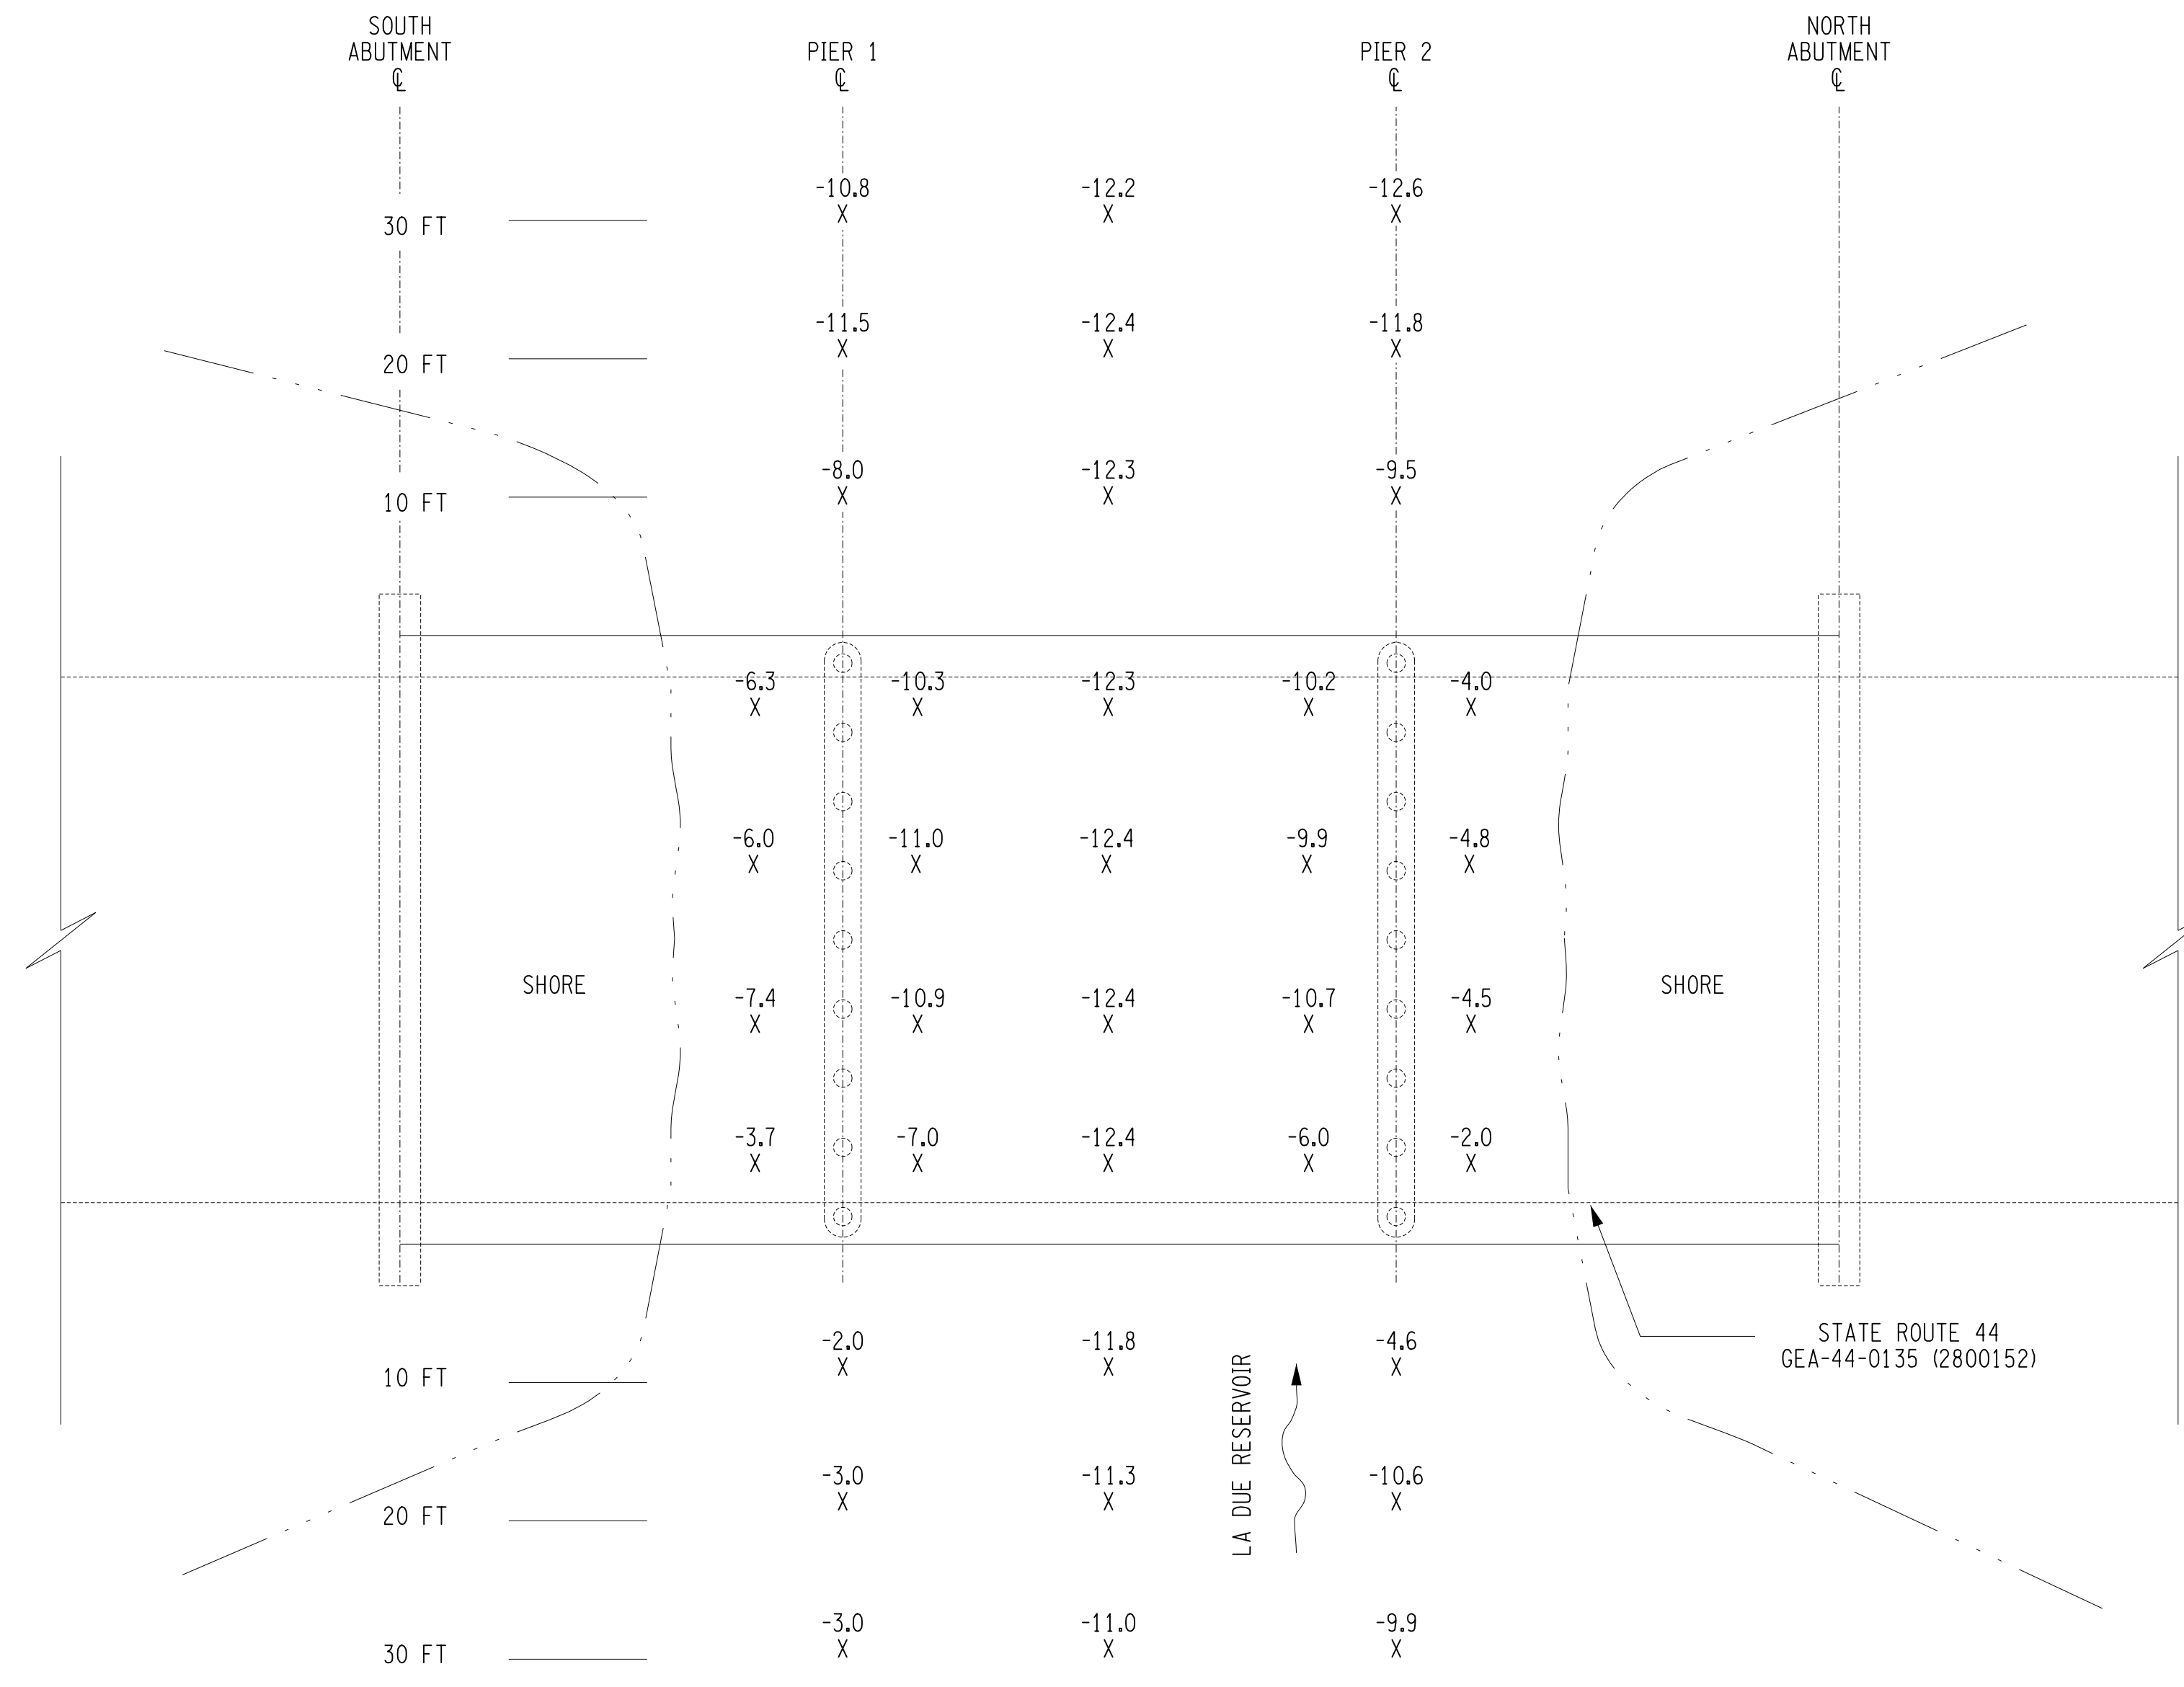 SOUTH
ABUTMENT
℄
PIER 1
℄
PIER 2
℄
NORTH
ABUTMENT
℄
-10.8
X
-12.2
X
-12.6
X
30 FT
-11.5
X
-12.4
X
-11.8
X
20 FT
-8.0
X
-12.3
X
-9.5
X
10 FT
-6.3
X
-10.3
X
-12.3
X
-10.2
X
-4.0
X
-6.0
X
-11.0
X
-12.4
X
-9.9
X
-4.8
X
SHORE
-7.4
X
-10.9
X
-12.4
X
-10.7
X
-4.5
X
SHORE
-3.7
X
-7.0
X
-12.4
X
-6.0
X
-2.0
X
STATE ROUTE 44
GEA-44-0135 (2800152)
-2.0
X
-11.8
X
-4.6
X
10 FT
LA DUE RESERVOIR
-3.0
X
-11.3
X
-10.6
X
20 FT
-3.0
X
-11.0
X
-9.9
X
30 FT